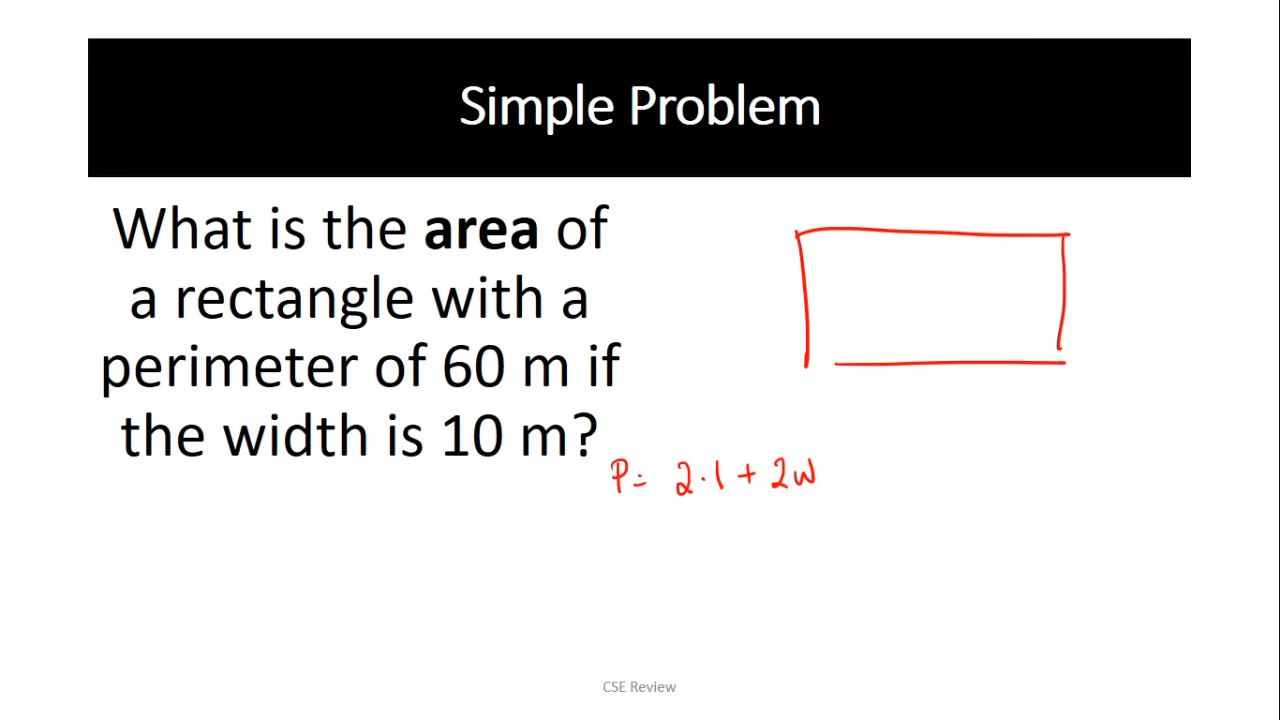 Simple Problem
What is the area of
a rectangle with a
perimeter of 60 m if
the width is 10 m?
P= 2·l + 2w
CSE Review